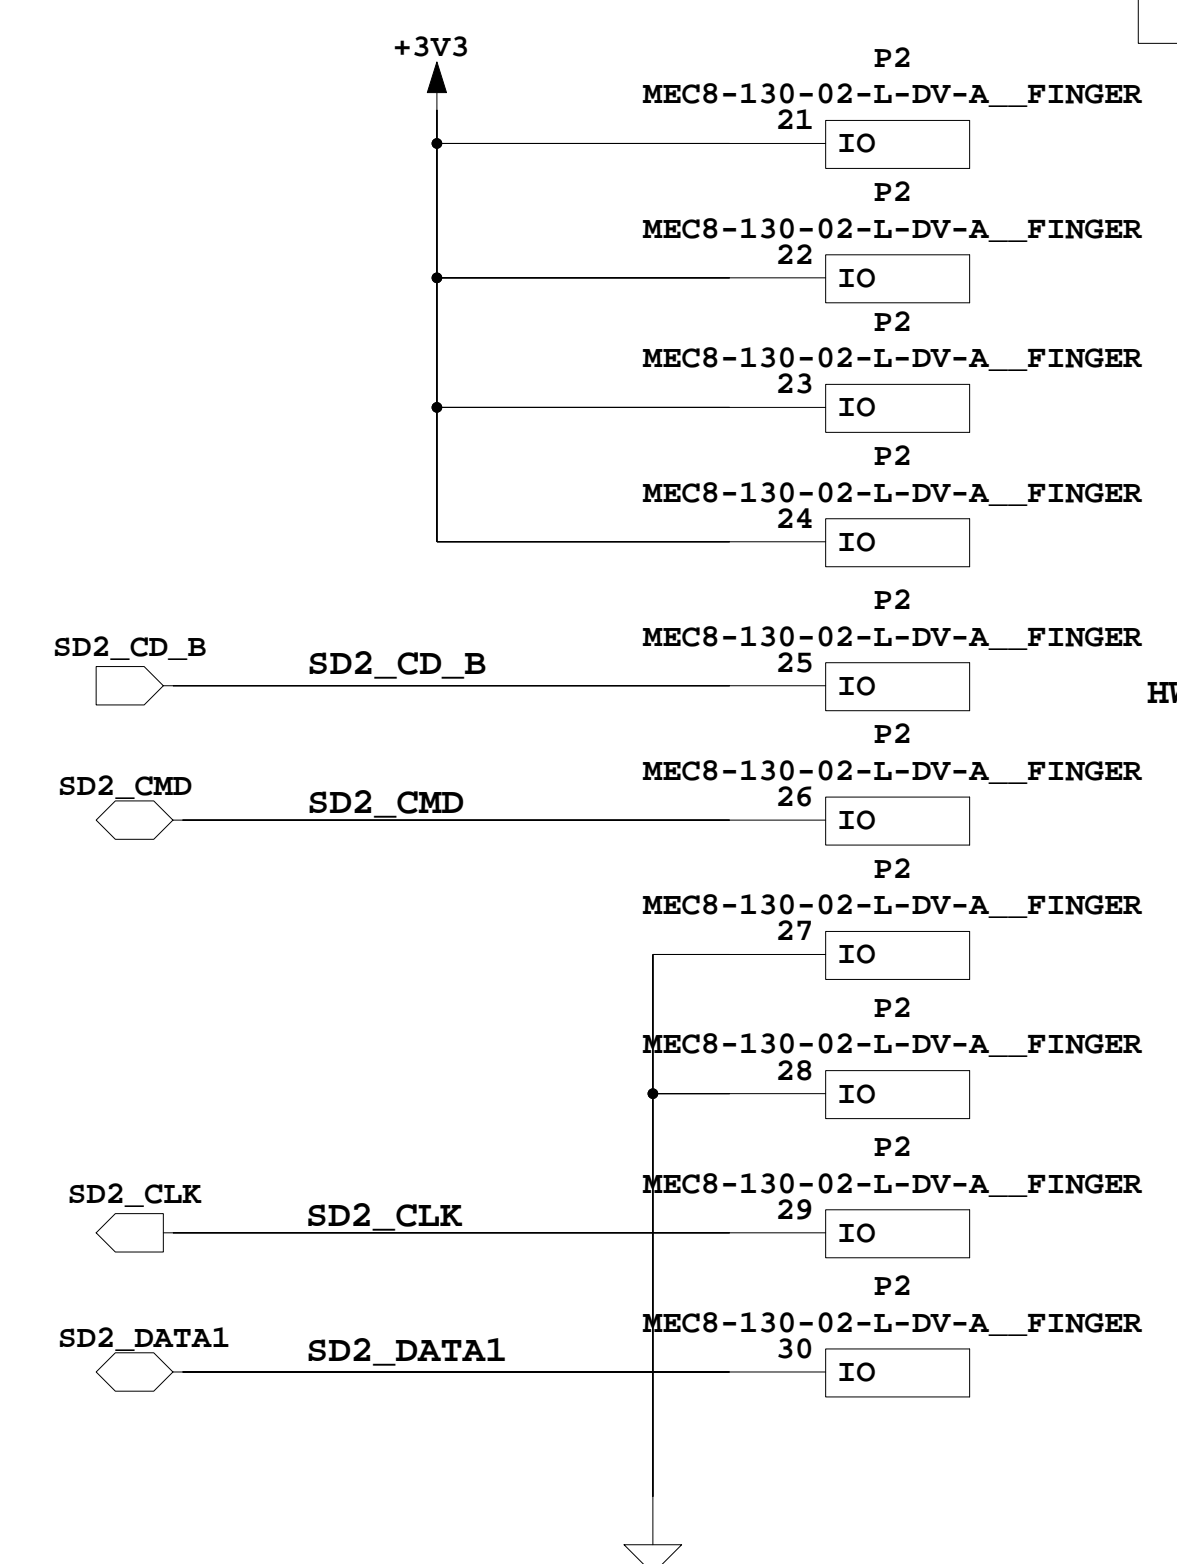 +3V3
P2
MEC8-130-02-L-DV-A__FINGER
21
IO
P2
MEC8-130-02-L-DV-A__FINGER
22
IO
P2
MEC8-130-02-L-DV-A__FINGER
23
IO
P2
MEC8-130-02-L-DV-A__FINGER
24
IO
P2
MEC8-130-02-L-DV-A__FINGER
SD2_CD_B
SD2_CD_B
25
IO
HW
P2
MEC8-130-02-L-DV-A__FINGER
SD2_CMD
SD2_CMD
26
IO
P2
MEC8-130-02-L-DV-A__FINGER
27
IO
P2
MEC8-130-02-L-DV-A__FINGER
28
IO
P2
MEC8-130-02-L-DV-A__FINGER
SD2_CLK
SD2_CLK
29
IO
P2
MEC8-130-02-L-DV-A__FINGER
SD2_DATA1
SD2_DATA1
30
IO